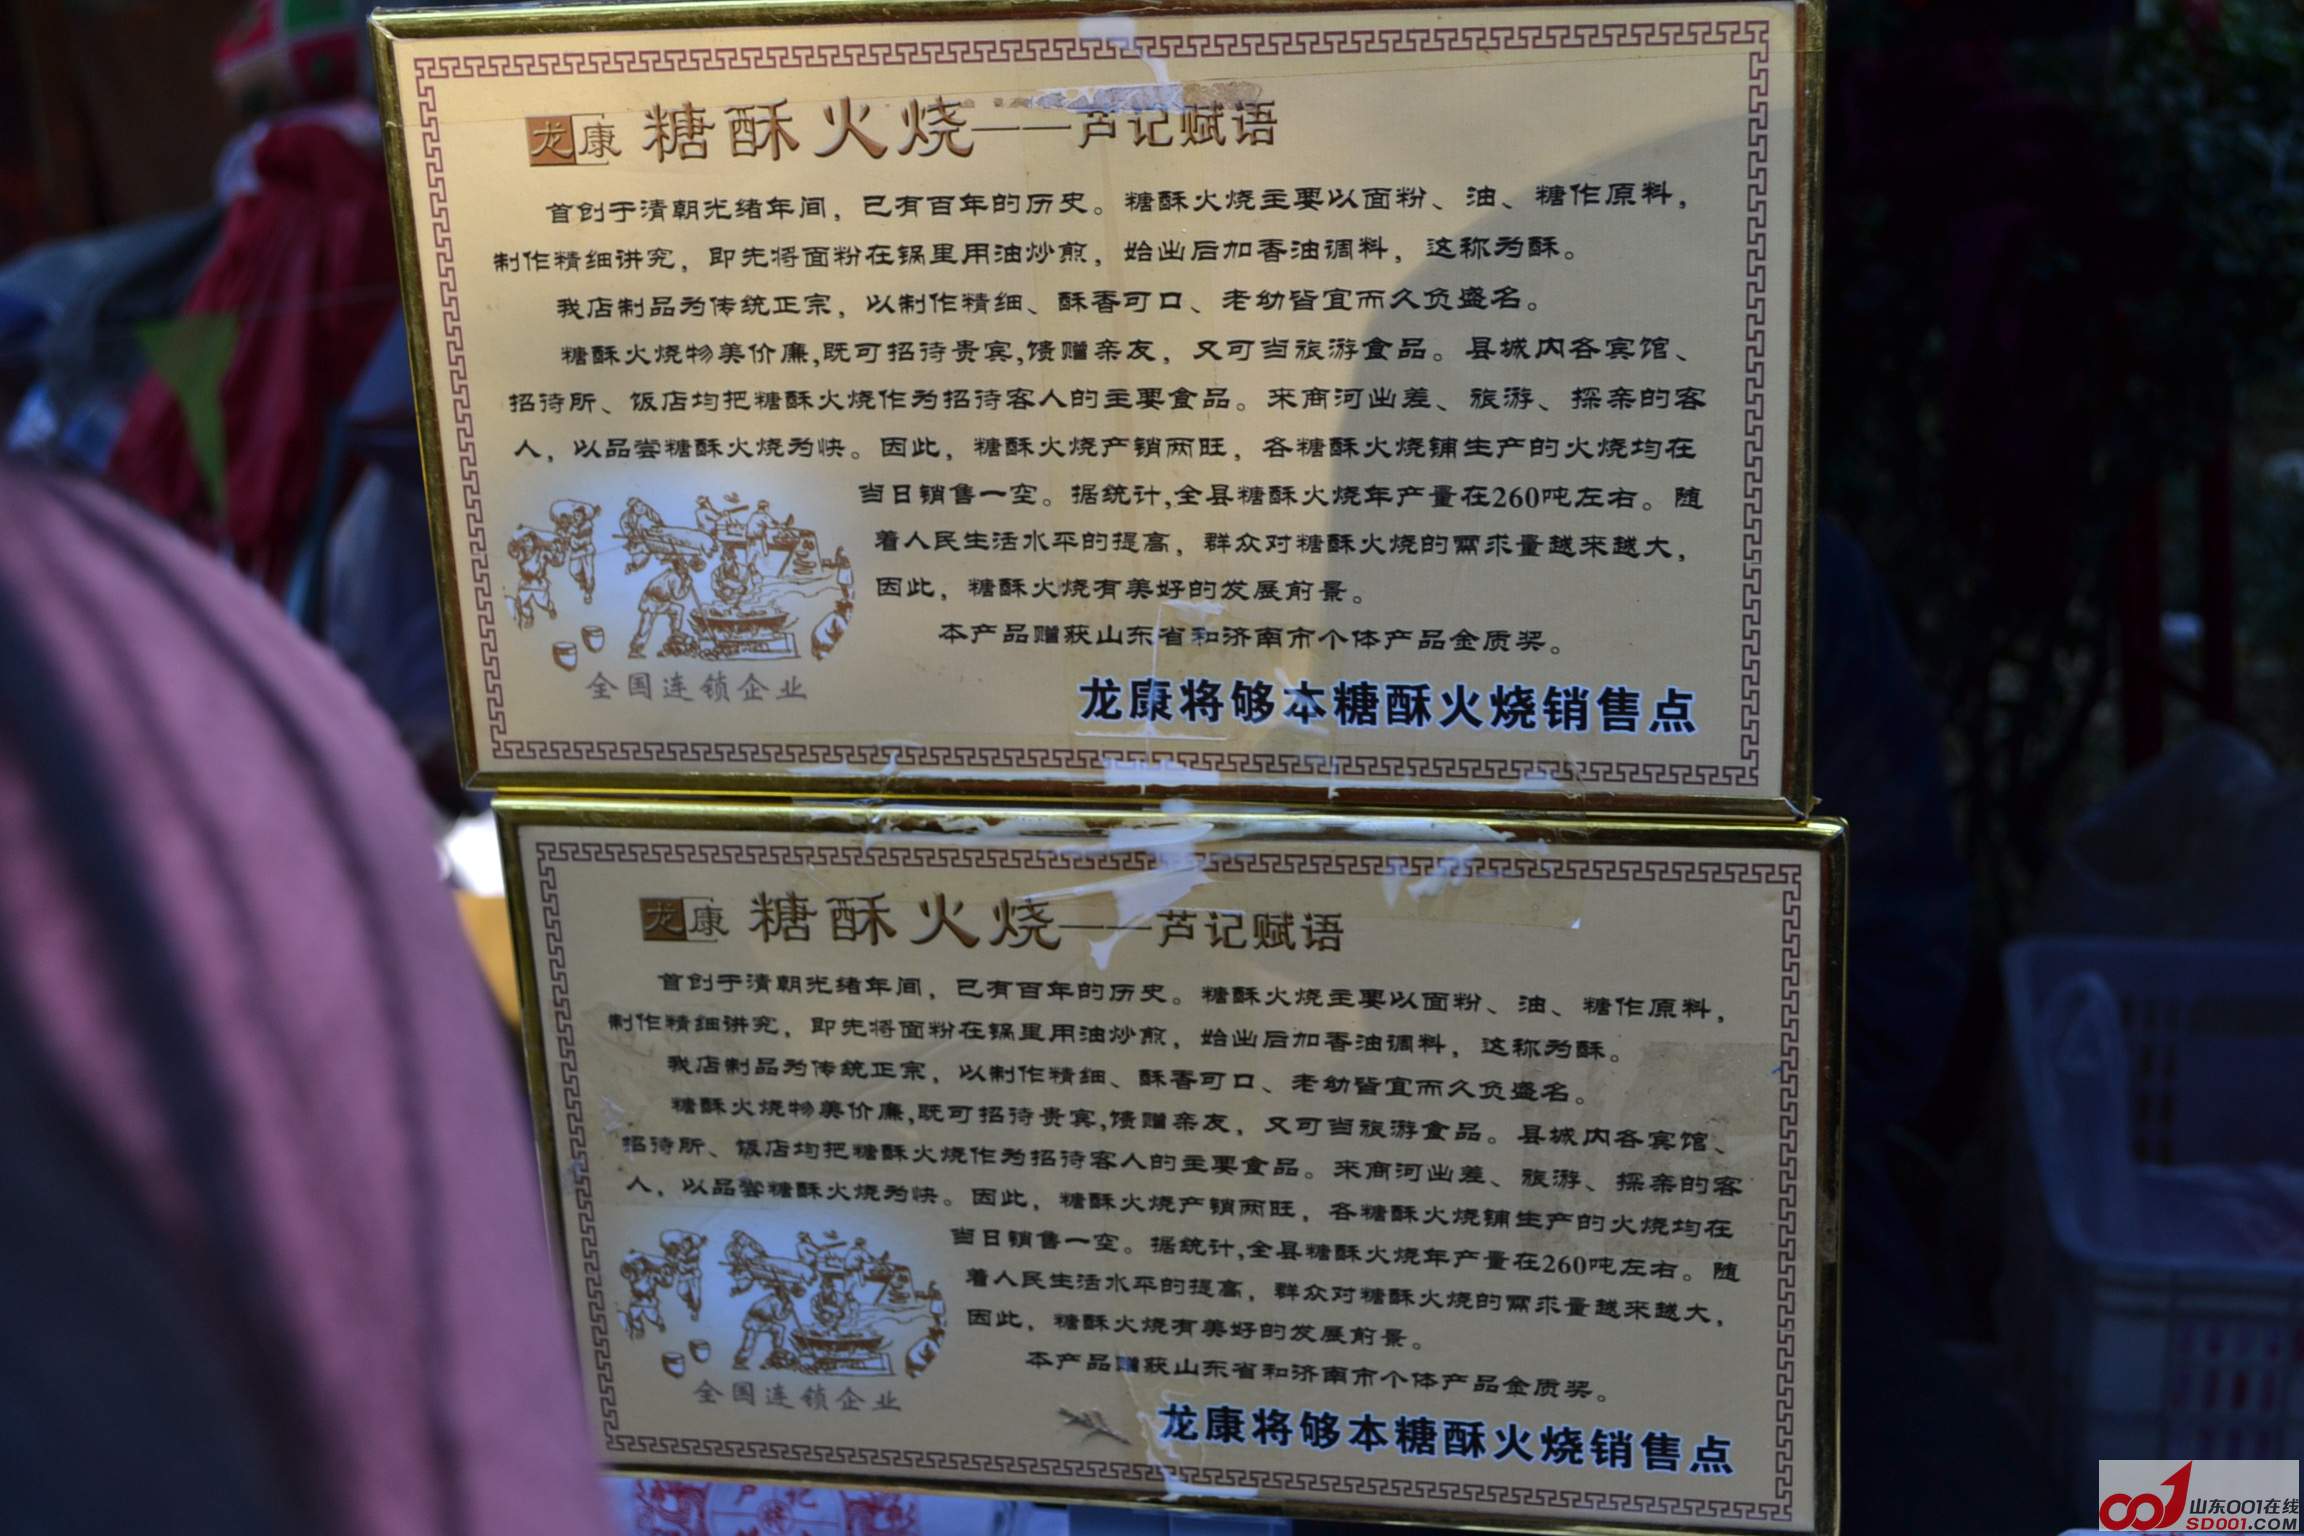 龙康 糖酥火烧——芦记赋语
首创于清朝光绪年间，已有百年的历史。糖酥火烧主要以面粉、油、糖作原料，
制作精细讲究，即先将面粉在锅里用油炒煎，始出后加香油调料，这称为酥。
我店制品为传统正宗，以制作精细、酥香可口、老幼皆宜而久负盛名。
糖酥火烧物美价廉,既可招待贵宾,馈赠亲友，又可当旅游食品。县城内各宾馆、
招待所、饭店均把糖酥火烧作为招待客人的主要食品。来商河出差、旅游、探亲的客
人，以品尝糖酥火烧为快。因此，糖酥火烧产销两旺，各糖酥火烧铺生产的火烧均在
当日销售一空。据统计,全县糖酥火烧年产量在260吨左右。随
着人民生活水平的提高，群众对糖酥火烧的需求量越来越大，
因此，糖酥火烧有美好的发展前景。
本产品赠获山东省和济南市个体产品金质奖。
全国连锁企业
龙康将够本糖酥火烧销售点
龙康 糖酥火烧——芦记赋语
首创于清朝光绪年间，已有百年的历史。糖酥火烧主要以面粉、油、糖作原料，
制作精细讲究，即先将面粉在锅里用油炒煎，始出后加香油调料，这称为酥。
我店制品为传统正宗，以制作精细、酥香可口、老幼皆宜而久负盛名。
糖酥火烧物美价廉,既可招待贵宾,馈赠亲友，又可当旅游食品。县城内各宾馆、
招待所、饭店均把糖酥火烧作为招待客人的主要食品。来商河出差、旅游、探亲的客
人，以品尝糖酥火烧为快。因此，糖酥火烧产销两旺，各糖酥火烧铺生产的火烧均在
当日销售一空。据统计,全县糖酥火烧年产量在260吨左右。随
着人民生活水平的提高，群众对糖酥火烧的需求量越来越大，
因此，糖酥火烧有美好的发展前景。
本产品赠获山东省和济南市个体产品金质奖。
全国连锁企业
龙康将够本糖酥火烧销售点
山东001在线
SD001.COM